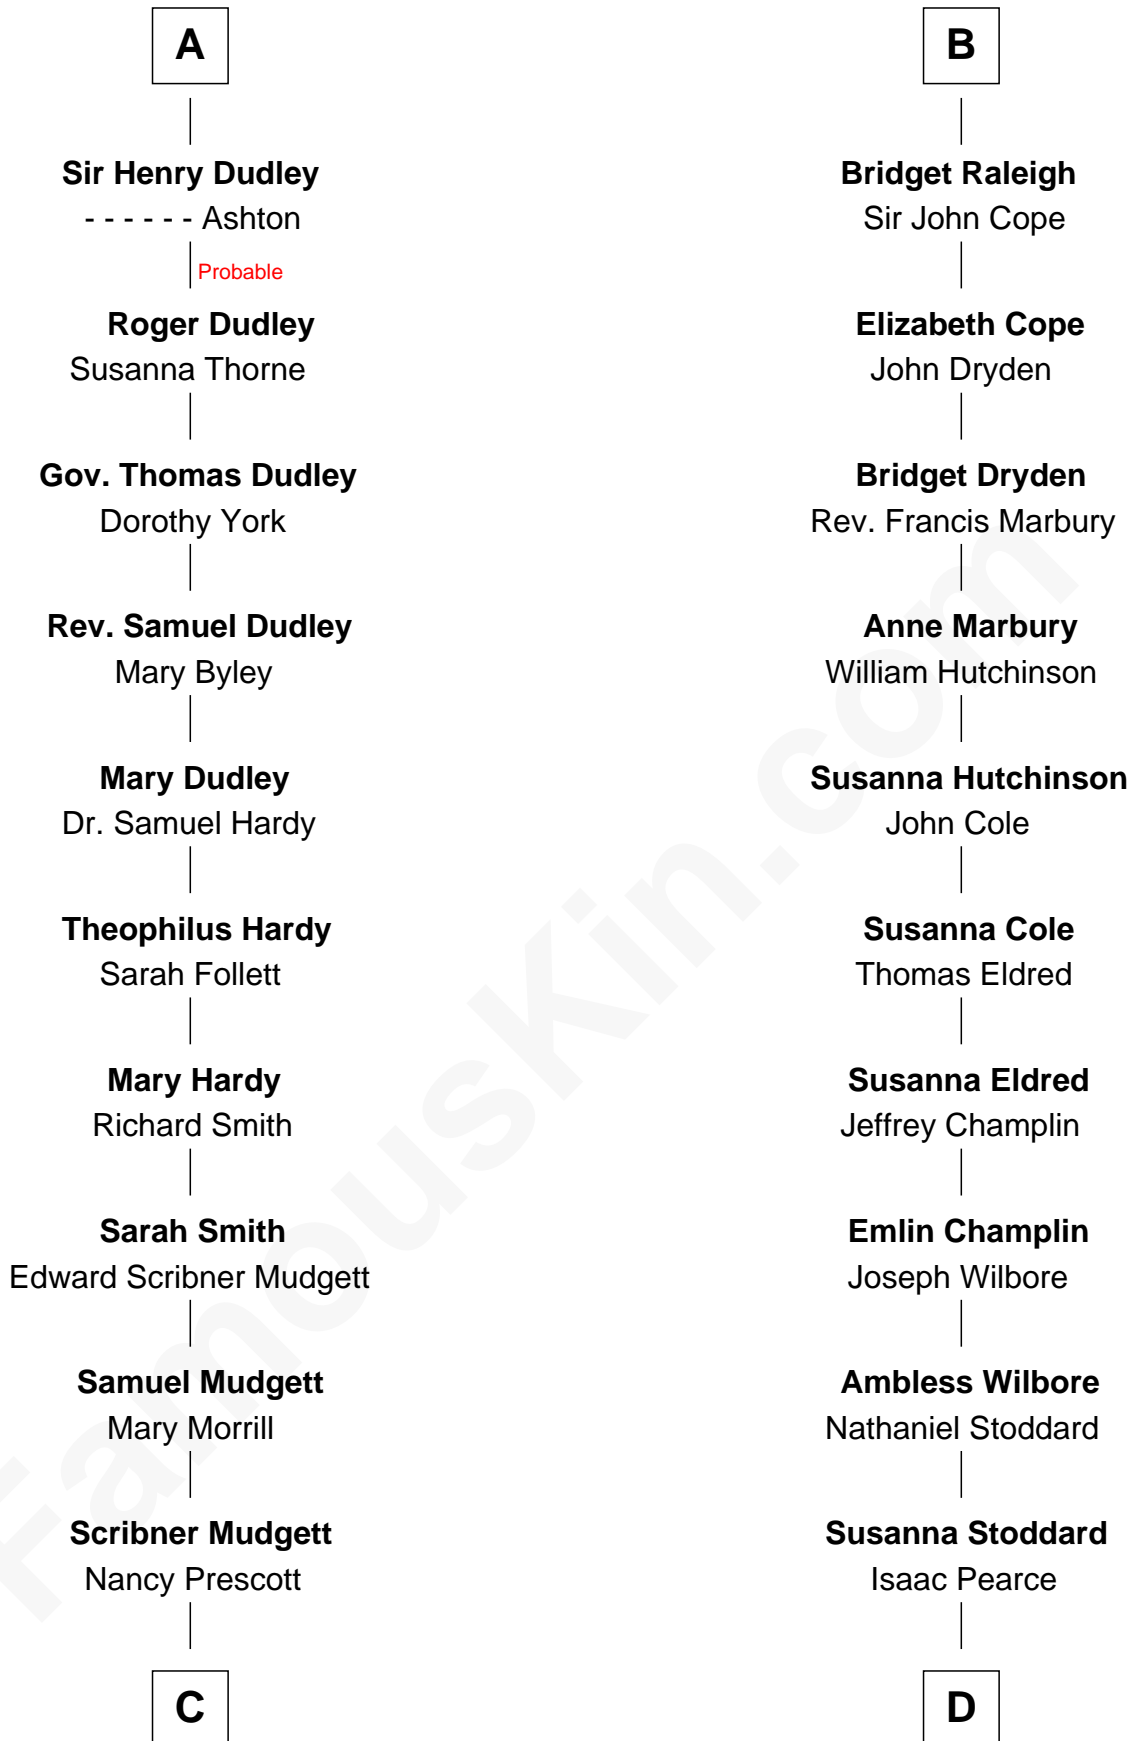 A
Sir Henry Dudley
- - - - - - Ashton
Probable
Roger Dudley
Susanna Thorne
Gov. Thomas Dudley
Dorothy York
Rev. Samuel Dudley
Mary Byley
Mary Dudley
Dr. Samuel Hardy
Theophilus Hardy
Sarah Follett
Mary Hardy
Richard Smith
Sarah Smith
Edward Scribner Mudgett
Samuel Mudgett
Mary Morrill
Scribner Mudgett
Nancy Prescott
C
B
Bridget Raleigh
Sir John Cope
Elizabeth Cope
John Dryden
Bridget Dryden
Rev. Francis Marbury
Anne Marbury
William Hutchinson
Susanna Hutchinson
John Cole
Susanna Cole
Thomas Eldred
Susanna Eldred
Jeffrey Champlin
Emlin Champlin
Joseph Wilbore
Ambless Wilbore
Nathaniel Stoddard
Susanna Stoddard
Isaac Pearce
D
FamousKin.com